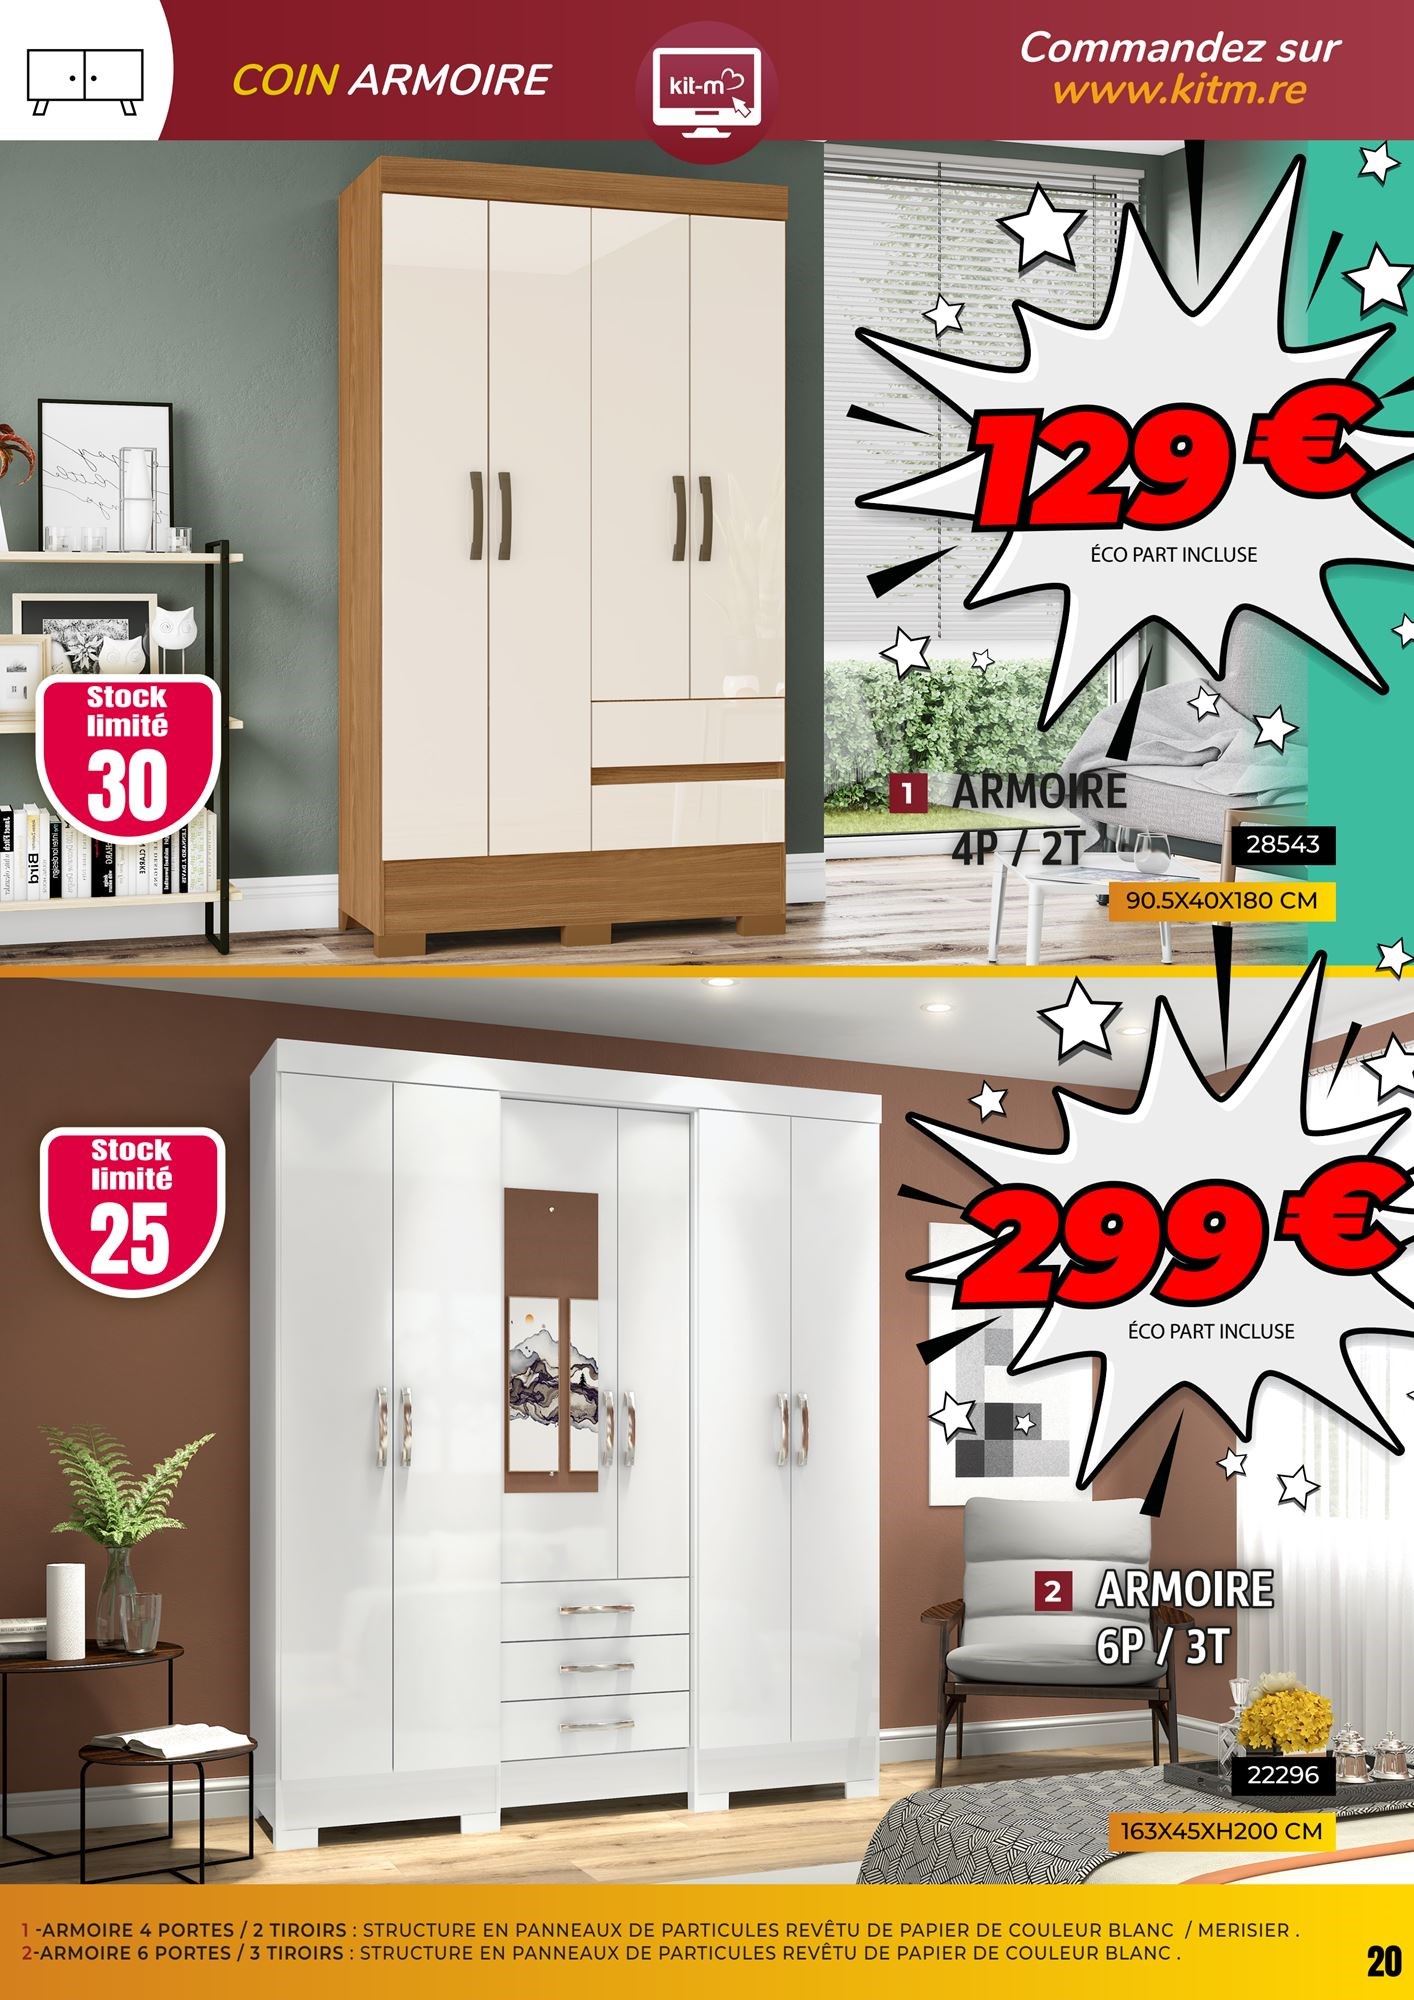 COIN ARMOIRE
kit-m
Commandez sur
www.kitm.re
129 €
ÉCO PART INCLUSE
Stock
limité
30
Bird
1 ARMOIRE
4P / 2T
28543
90.5X40X180 CM
299 €
ÉCO PART INCLUSE
Stock
limité
25
2 ARMOIRE
6P / 3T
22296
163X45XH200 CM
1 -ARMOIRE 4 PORTES / 2 TIROIRS : STRUCTURE EN PANNEAUX DE PARTICULES REVÊTU DE PAPIER DE COULEUR BLANC / MERISIER .
2-ARMOIRE 6 PORTES / 3 TIROIRS : STRUCTURE EN PANNEAUX DE PARTICULES REVÊTU DE PAPIER DE COULEUR BLANC .
20